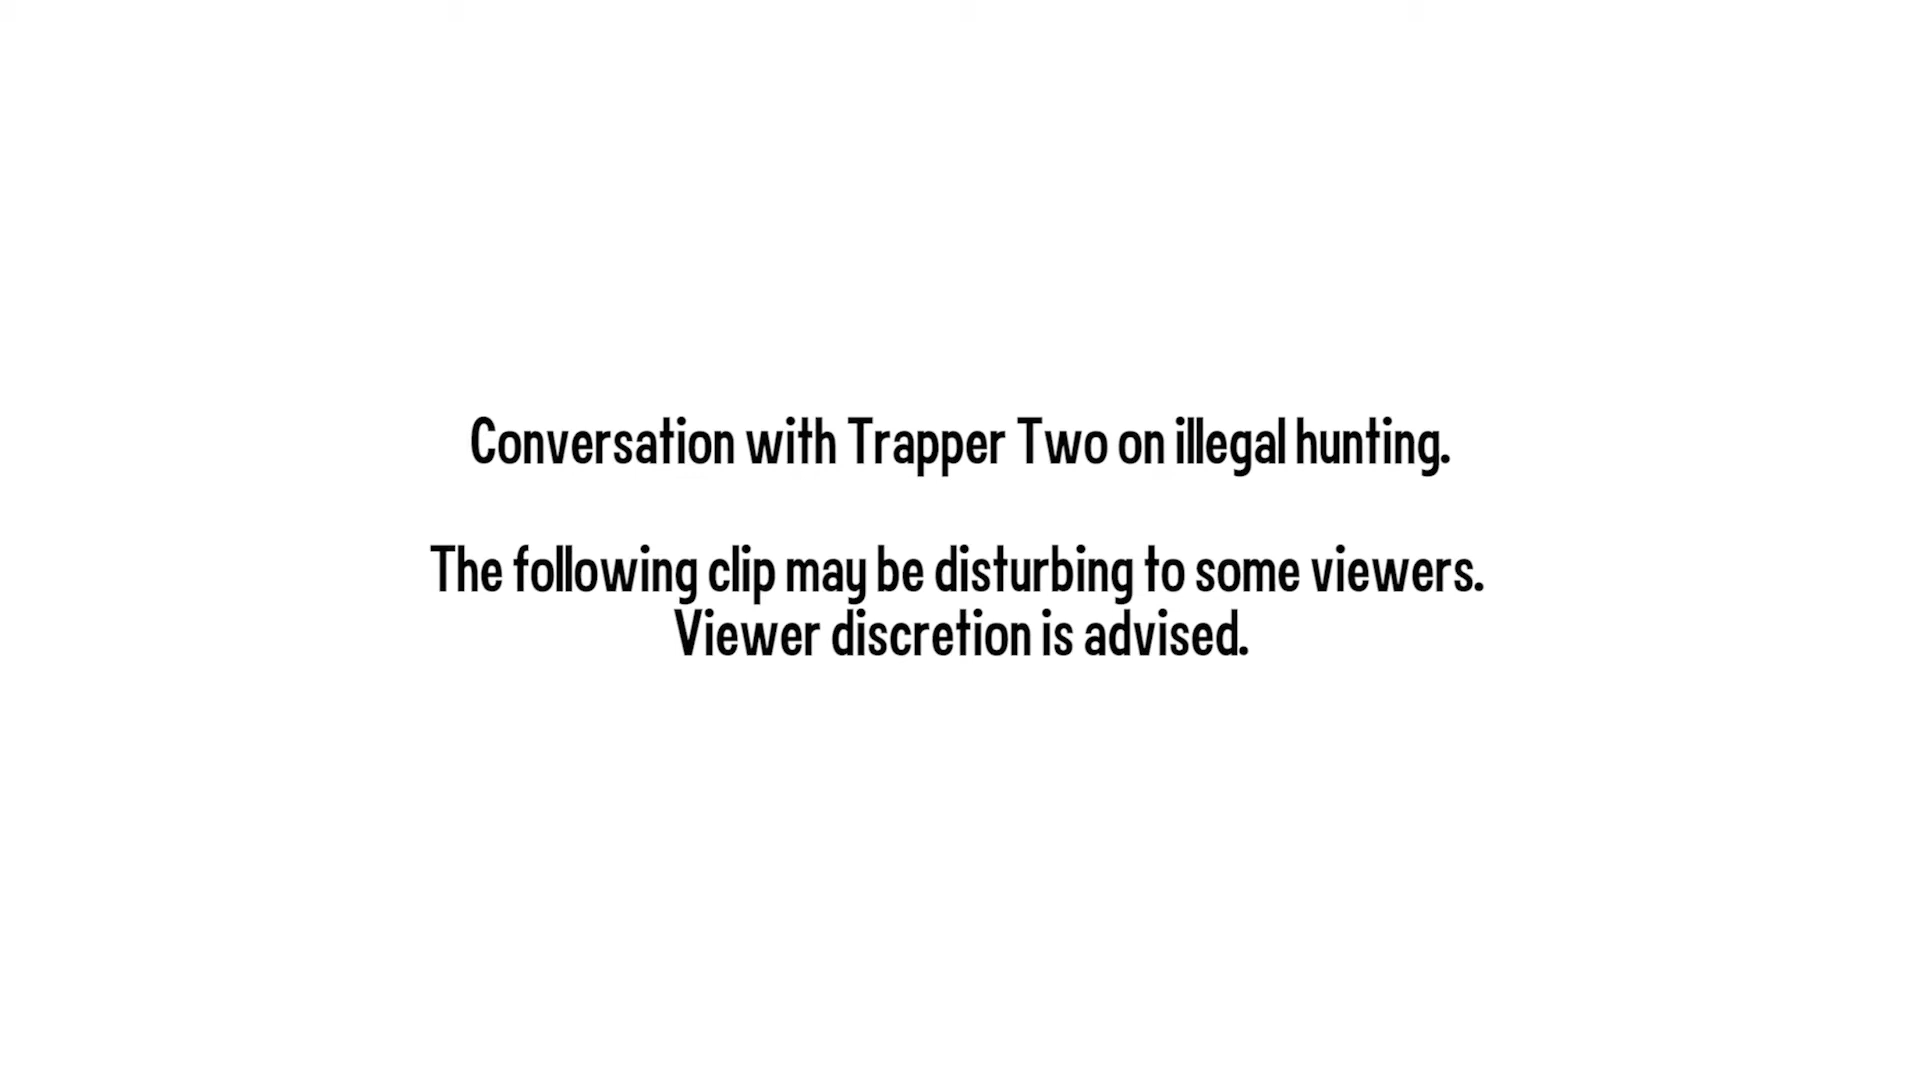 Conversation with Trapper Two on illegal hunting.
The following clip may be disturbing to some viewers.
Viewer discretion is advised.